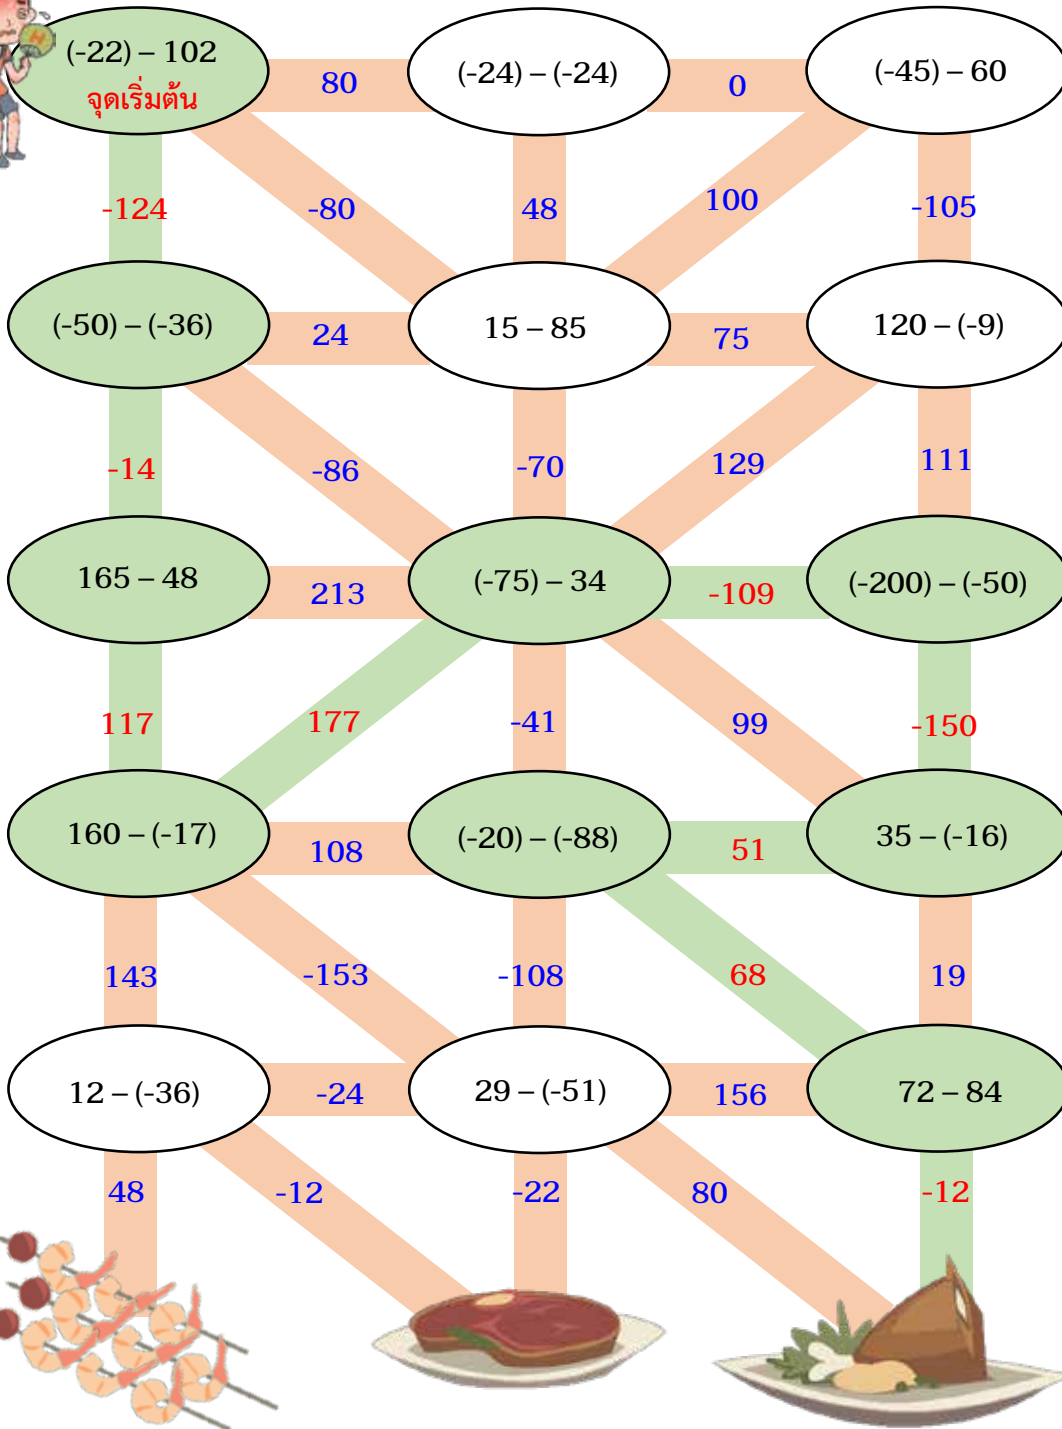 (-22) – 102
จุดเริ่มต้น
80
(-24) – (-24)
0
(-45) – 60
-124
-80
48
100
-105
(-50) – (-36)
24
15 – 85
75
120 – (-9)
-14
-86
-70
129
111
165 – 48
213
(-75) – 34
-109
(-200) – (-50)
117
177
-41
99
-150
160 – (-17)
108
(-20) – (-88)
51
35 – (-16)
143
-153
-108
68
19
12 – (-36)
-24
29 – (-51)
156
72 – 84
48
-12
-22
80
-12